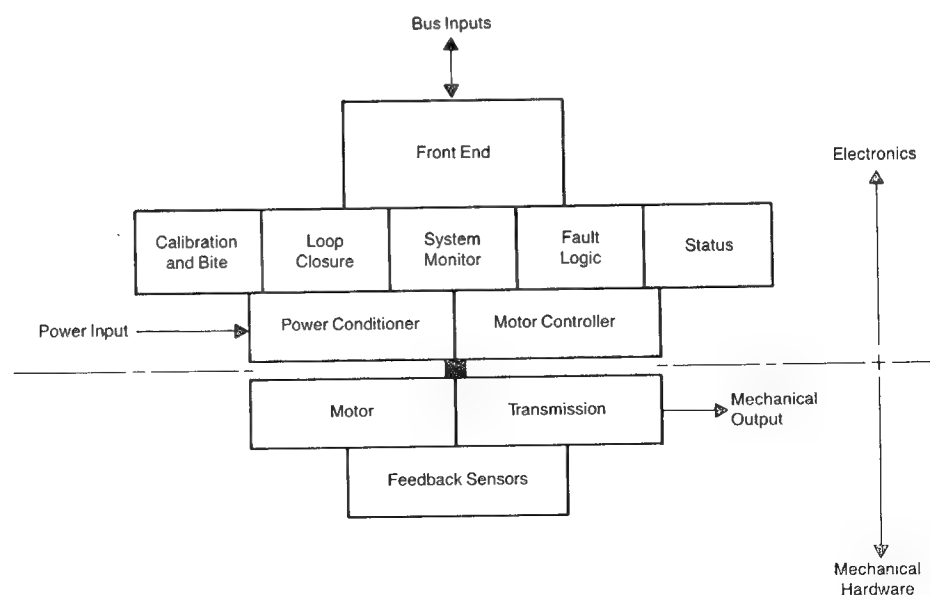 Bus Inputs
Front End
Electronics
Calibration
and Bite
Loop
Closure
System
Monitor
Fault
Logic
Status
Power Input
Power Conditioner
Motor Controller
Motor
Transmission
Mechanical
Output
Feedback Sensors
Mechanical
Hardware